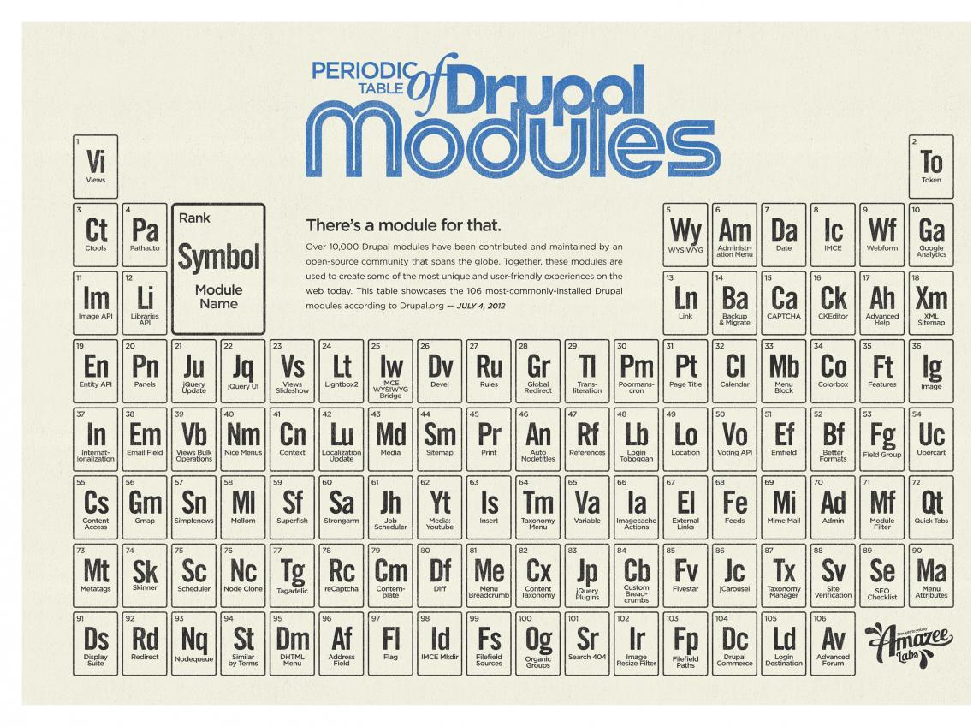 PERIODIC TABLE of Drupal Modules
1 Vi Views
2 To Token
3 Ct Ctools
4 Pa Pathauto
Rank
Symbol
Module
Name
There's a module for that.
Over 10,000 Drupal modules have been contributed and maintained by an
open-source community that spans the globe. Together, these modules are
used to create some of the most unique and user-friendly experiences on the
web today. This table showcases the 106 most-commonly-installed Drupal
modules according to Drupal.org — JULY 4, 2012
5 Wy WYSIWYG
6 Am Administration Menu
7 Da Date
8 Ic IMCE
9 Wf Webform
10 Ga Google Analytics
11 Im Image API
12 Li Libraries API
13 Ln Link
14 Ba Backup & Migrate
15 Ca CAPTCHA
16 Ck CKEditor
17 Ah Advanced Help
18 Xm XML Sitemap
19 En Entity API
20 Pn Panels
21 Ju jQuery Update
22 Jq jQuery UI
23 Vs Views Slideshow
24 Lt Lightbox2
25 Iw IMCE WYSIWYG Bridge
26 Dv Devel
27 Ru Rules
28 Gr Global Redirect
29 Tl Trans-literation
30 Pm Poormans-cron
31 Pt Page Title
32 Cl Calendar
33 Mb Menu Block
34 Co Colorbox
35 Ft Features
36 Ig Image
37 In Internationalization
38 Em Email Field
39 Vb Views Bulk Operations
40 Nm Nice Menus
41 Cn Context
42 Lu Localization Update
43 Md Media
44 Sm Sitemap
45 Pr Print
46 An Auto Nodetitles
47 Rf References
48 Lb Login Toboggan
49 Lo Location
50 Vo Voting API
51 Ef Emfield
52 Bf Better Formats
53 Fg Field Group
54 Uc Ubercart
55 Cs Content Access
56 Gm Gmap
57 Sn Simplenews
58 Ml Mollom
59 Sf Superfish
60 Sa Strongarm
61 Jh Job Scheduler
62 Yt Media: Youtube
63 Is Insert
64 Tm Taxonomy Menu
65 Va Variable
66 Ia Imagecache Actions
67 El External Links
68 Fe Feeds
69 Mi Mime Mail
70 Ad Admin
71 Mf Module Filter
72 Qt Quick Tabs
73 Mt Metatags
74 Sk Skinner
75 Sc Scheduler
76 Nc Node Clone
77 Tg Tagadelic
78 Rc reCaptcha
79 Cm Contem-plate
80 Df Diff
81 Me Menu Breadcrumb
82 Cx Content Taxonomy
83 Jp jQuery Plugins
84 Cb Custom Bread-crumbs
85 Fv Fivestar
86 Jc jCarousel
87 Tx Taxonomy Manager
88 Sv Site Verification
89 Se SEO Checklist
90 Ma Menu Attributes
91 Ds Display Suite
92 Rd Redirect
93 Nq Nodequeue
94 St Similar by Terms
95 Dm DHTML Menu
96 Af Address Field
97 Fl Flag
98 Id IMCE Mkdir
99 Fs Filefield Sources
100 Og Organic Groups
101 Sr Search 404
102 Ir Image Resize Filter
103 Fp Filefield Paths
104 Dc Drupal Commerce
105 Ld Login Destination
106 Av Advanced Forum
Amazee Labs